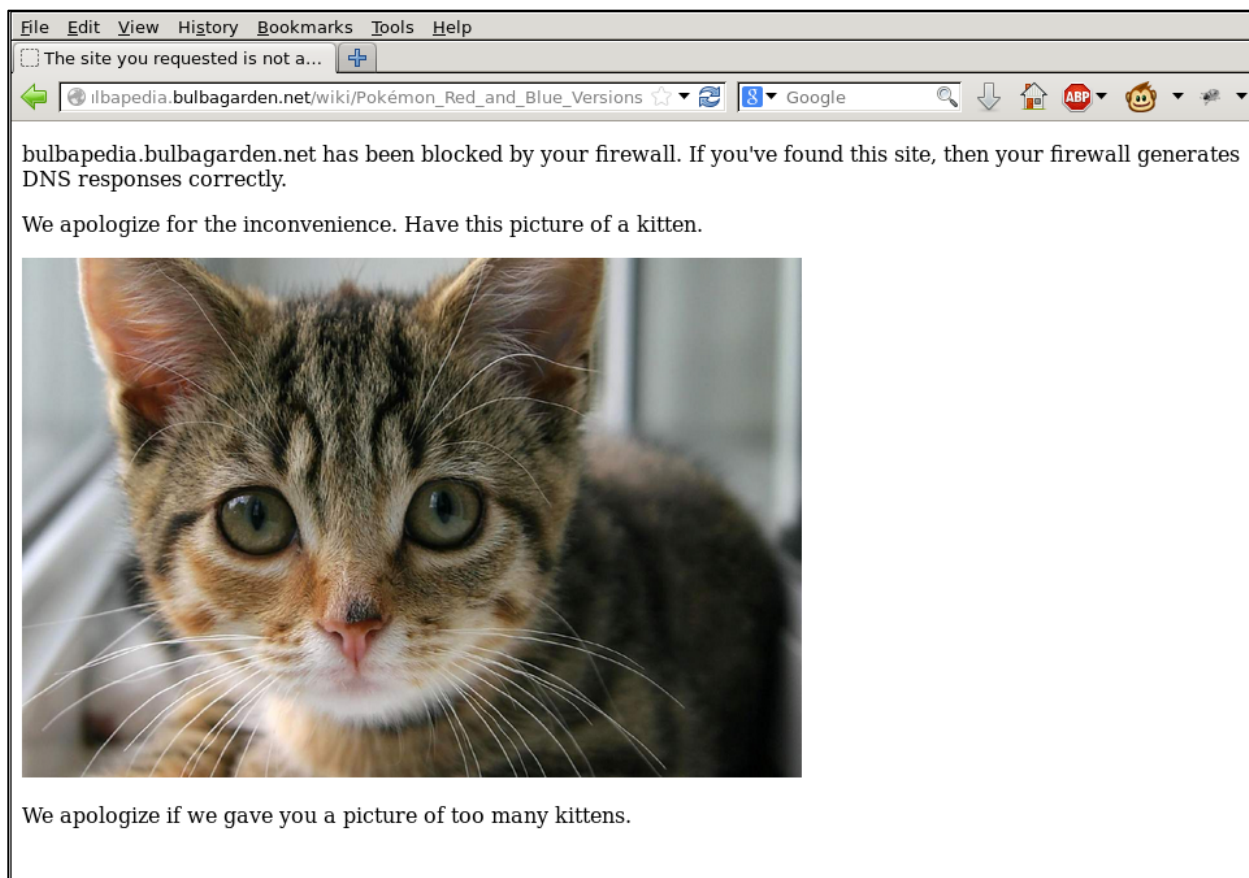 File Edit View History Bookmarks Tools Help
The site you requested is not a...
lbapedia.bulbagarden.net/wiki/Pokémon_Red_and_Blue_Versions 8 Google ABP
bulbapedia.bulbagarden.net has been blocked by your firewall. If you've found this site, then your firewall generates
DNS responses correctly.
We apologize for the inconvenience. Have this picture of a kitten.
We apologize if we gave you a picture of too many kittens.